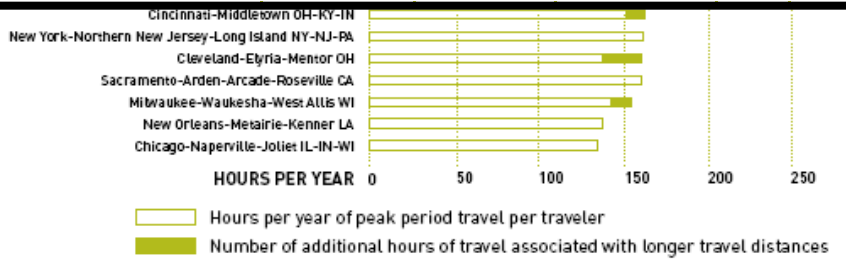 Cincinnati-Middletown OH-KY-IN
New York-Northern New Jersey-Long Island NY-NJ-PA
Cleveland-Elyria-Mentor OH
Sacramento-Arden-Arcade-Roseville CA
Milwaukee-Waukesha-West Allis WI
New Orleans-Metairie-Kenner LA
Chicago-Naperville-Joliet IL-IN-WI
HOURS PER YEAR 0 50 100 150 200 250
Hours per year of peak period travel per traveler
Number of additional hours of travel associated with longer travel distances